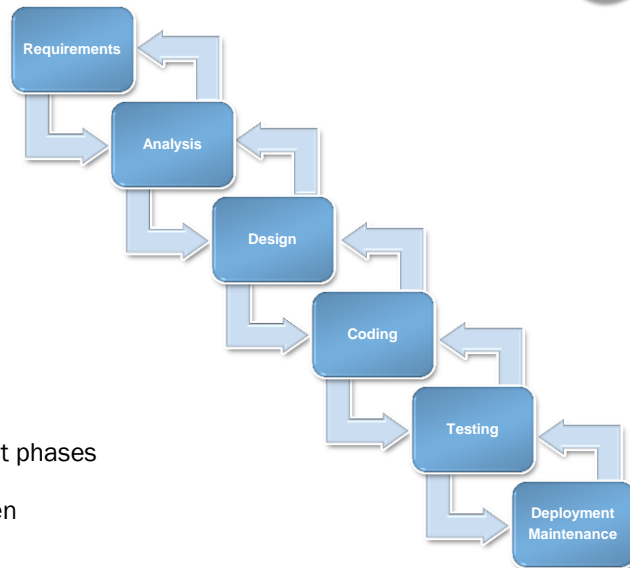 Requirements
Analysis
Design
Coding
Testing
t phases
en
Deployment
Maintenance